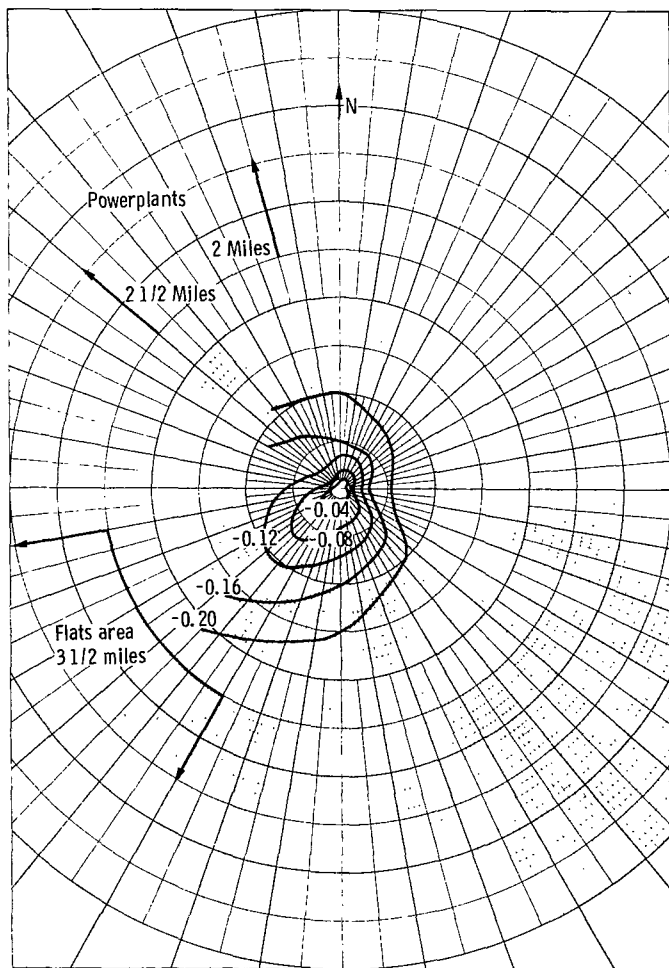 N
Powerplants
2 Miles
2 1/2 Miles
-0.04
-0.12
-0.08
-0.16
-0.20
Flats area
3 1/2 miles